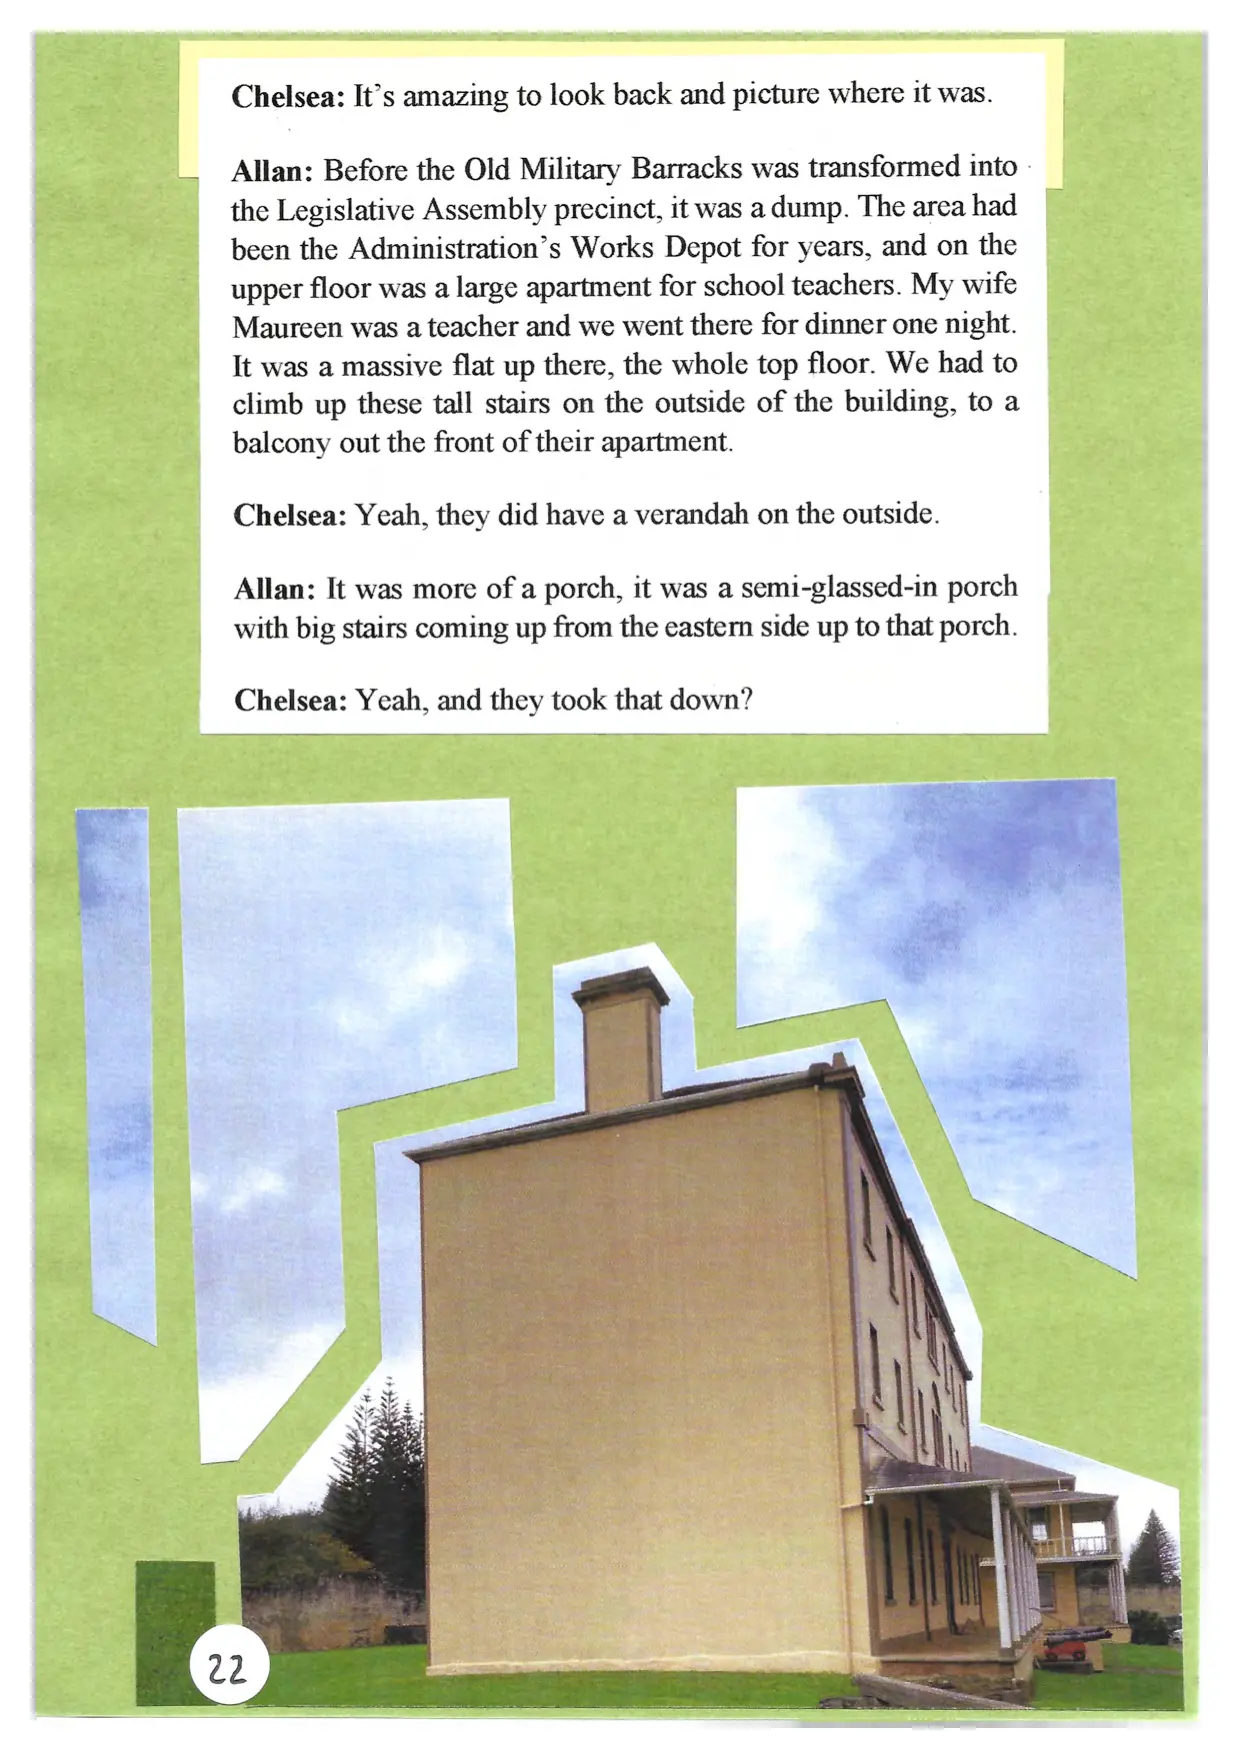 Chelsea: It's amazing to look back and picture where it was.
Allan: Before the Old Military Barracks was transformed into
the Legislative Assembly precinct, it was a dump. The area had
been the Administration's Works Depot for years, and on the
upper floor was a large apartment for school teachers. My wife
Maureen was a teacher and we went there for dinner one night.
It was a massive flat up there, the whole top floor. We had to
climb up these tall stairs on the outside of the building, to a
balcony out the front of their apartment.
Chelsea: Yeah, they did have a verandah on the outside.
Allan: It was more of a porch, it was a semi-glassed-in porch
with big stairs coming up from the eastern side up to that porch.
Chelsea: Yeah, and they took that down?
22